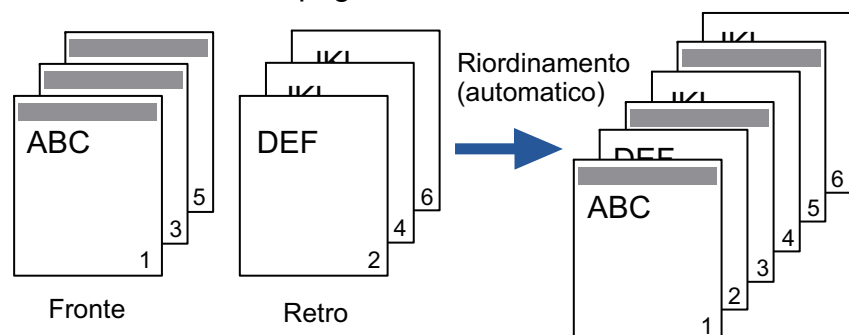 Riordinamento
(automatico)
ABC
5
3
1
DEF
6
4
2
DEF
ABC
6
5
4
3
2
1
Fronte
Retro